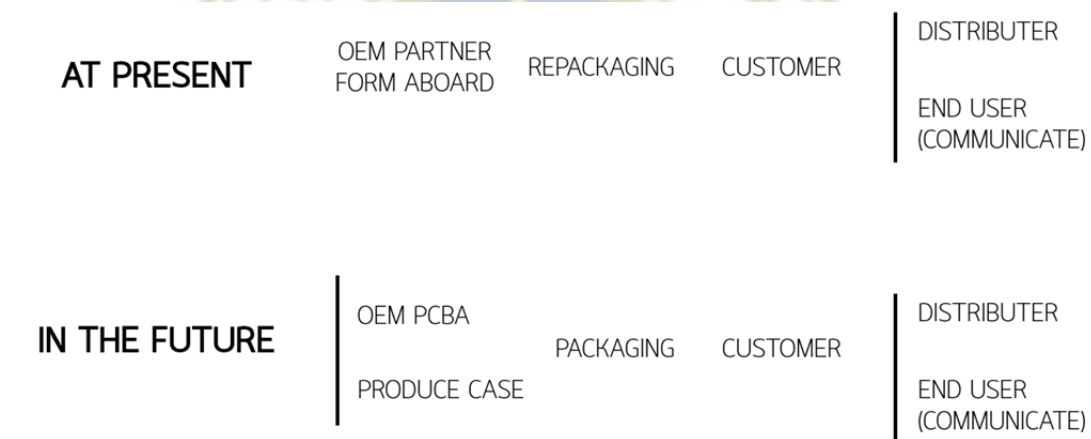 AT PRESENT
OEM PARTNER
FORM ABOARD
REPACKAGING
CUSTOMER
DISTRIBUTER
END USER
(COMMUNICATE)
IN THE FUTURE
OEM PCBA
PRODUCE CASE
PACKAGING
CUSTOMER
DISTRIBUTER
END USER
(COMMUNICATE)